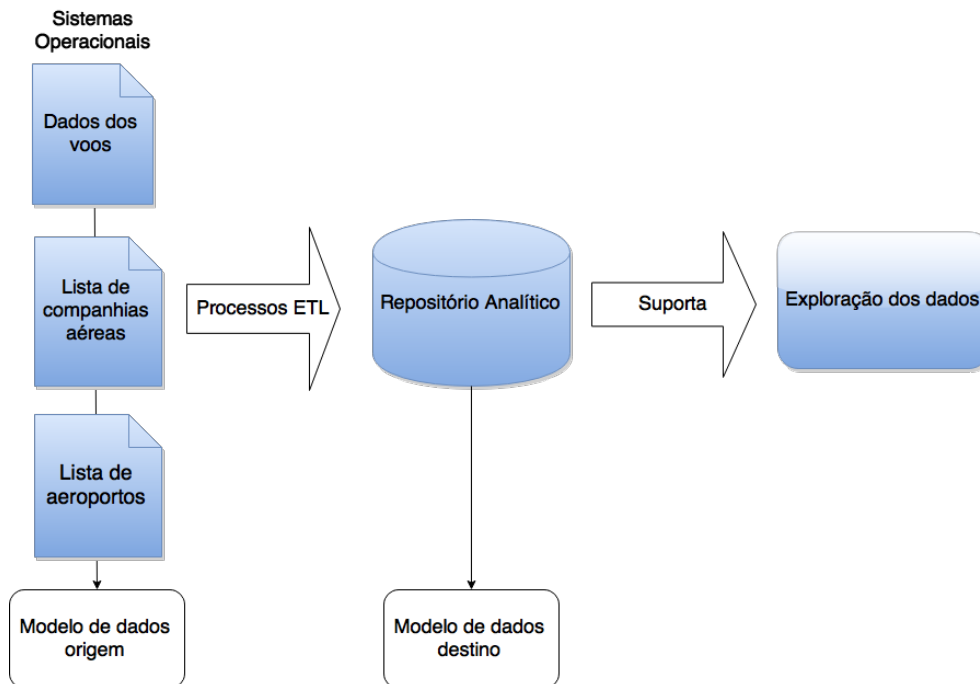 Sistemas
Operacionais
Dados dos
voos
Lista de
companhias
aéreas
Lista de
aeroportos
Modelo de dados
origem
Processos ETL
Repositório Analítico
Modelo de dados
destino
Suporta
Exploração dos dados